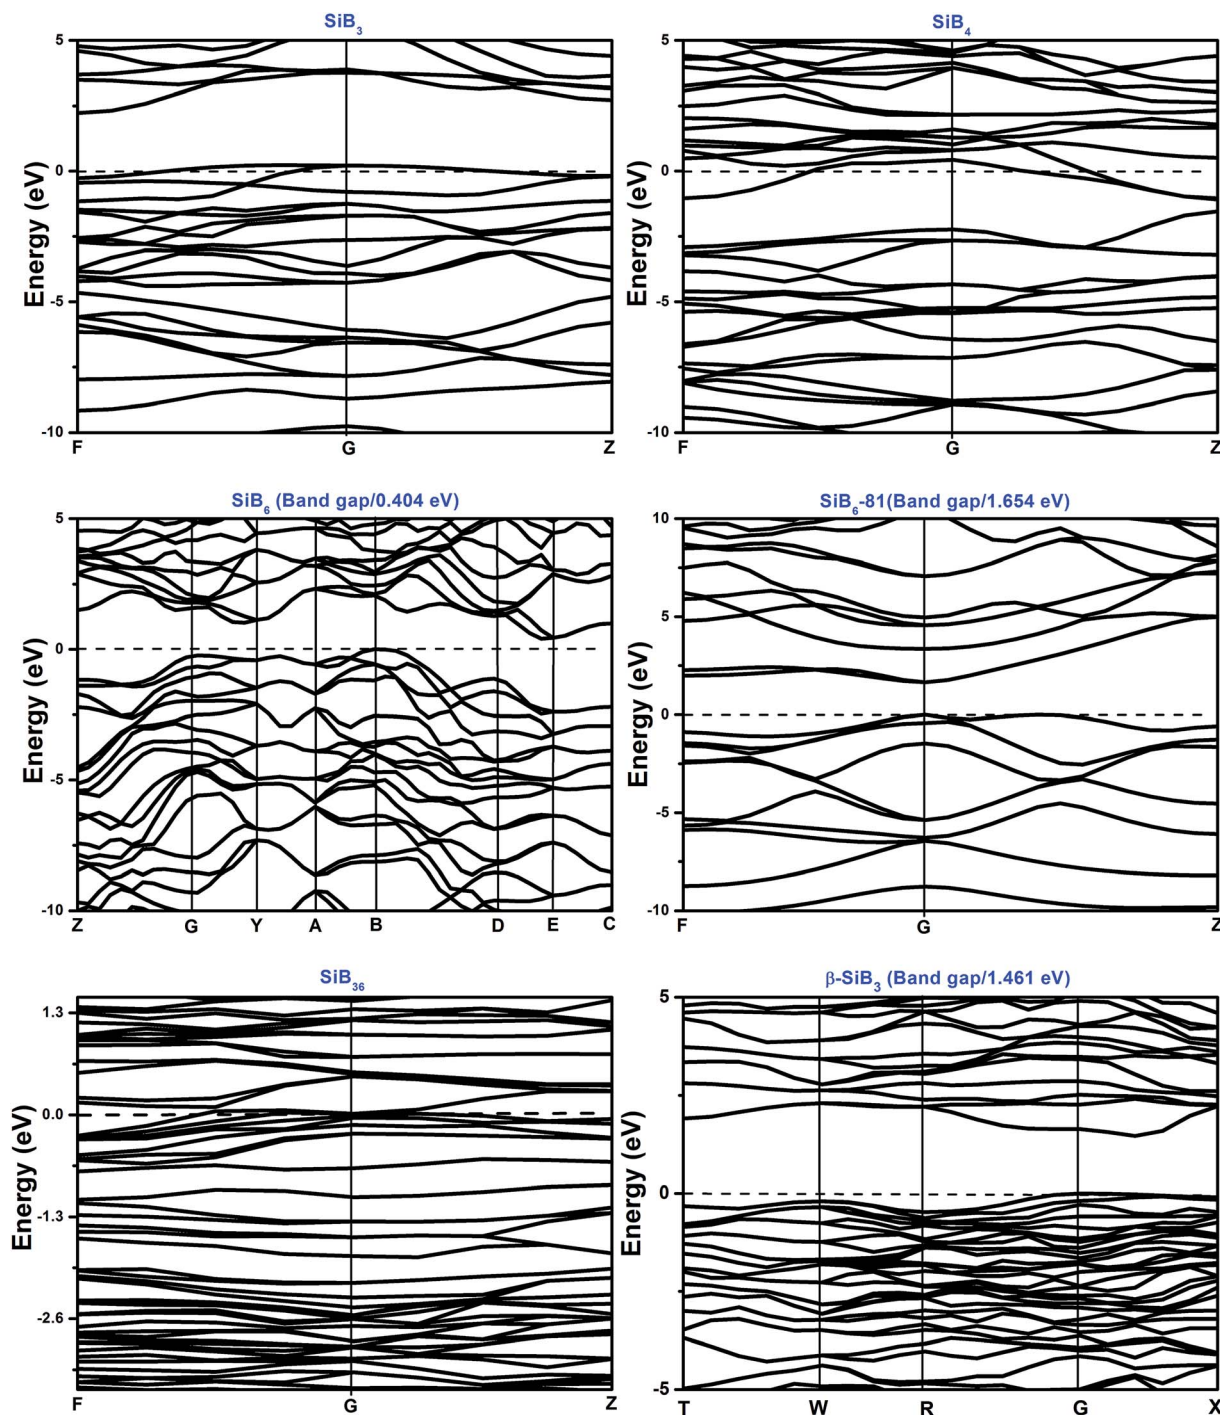 SiB₃
Energy (eV)
5
0
-5
-10
F G Z
SiB₄
Energy (eV)
5
0
-5
-10
F G Z
SiB₆ (Band gap/0.404 eV)
Energy (eV)
5
0
-5
-10
Z G Y A B D E C
SiB₆-81(Band gap/1.654 eV)
Energy (eV)
10
5
0
-5
-10
F G Z
SiB₃₆
Energy (eV)
1.3
0.0
-1.3
-2.6
F G Z
β-SiB₃ (Band gap/1.461 eV)
Energy (eV)
5
0
-5
T W R G X